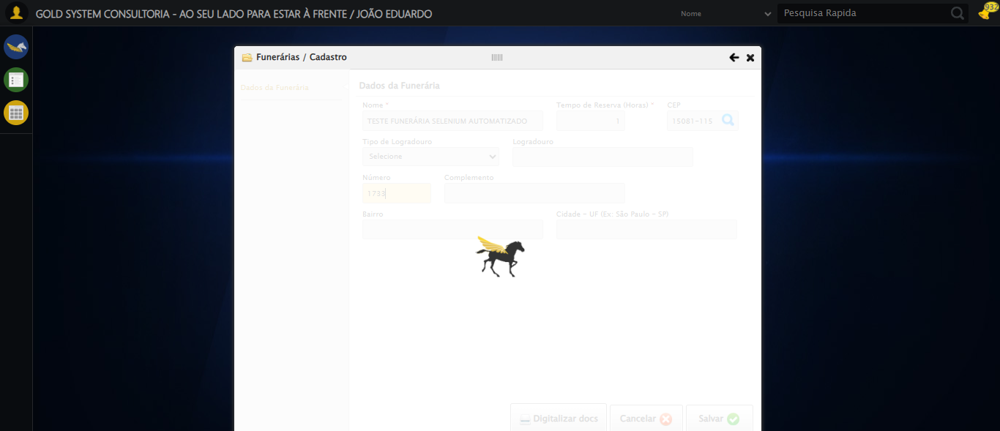 GOLD SYSTEM CONSULTORIA - AO SEU LADO PARA ESTAR À FRENTE / JOÃO EDUARDO
Nome
Pesquisa Rapida
932
Funerárias / Cadastro
Dados da Funerária
Dados da Funerária
Nome * Tempo de Reserva (Horas) * CEP
TESTE FUNERÁRIA SELENIUM AUTOMATIZADO 1 15081-115
Tipo de Logradouro Logradouro
Selecione
Número Complemento
1733
Bairro Cidade - UF (Ex: São Paulo - SP)
Digitalizar docs Cancelar Salvar